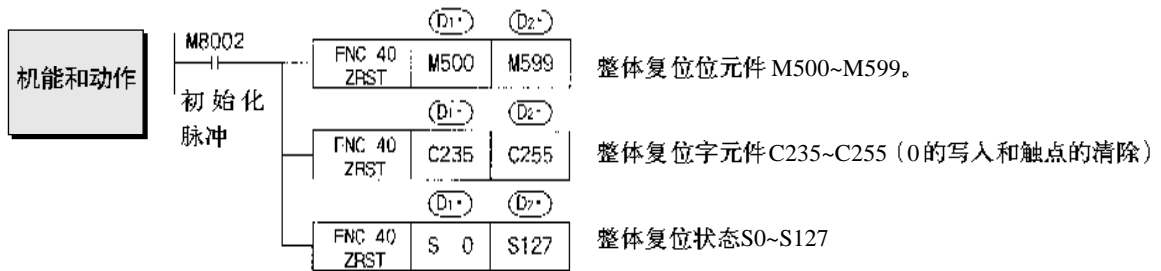 机能和动作
M8002
初始化
脉冲
D1· D2·
FNC 40 ZRST M500 M599 整体复位位元件 M500~M599。
D1· D2·
FNC 40 ZRST C235 C255 整体复位字元件C235~C255（0的写入和触点的清除）
D1· D2·
FNC 40 ZRST S 0 S127 整体复位状态S0~S127